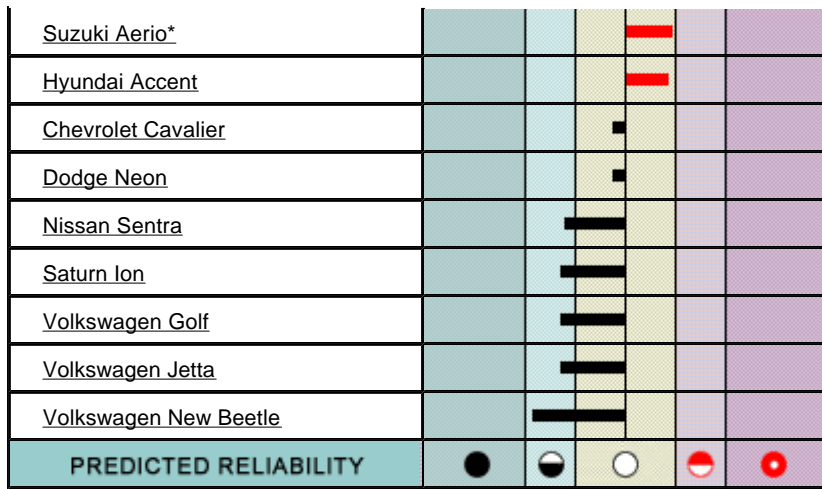 Suzuki Aerio*
Hyundai Accent
Chevrolet Cavalier
Dodge Neon
Nissan Sentra
Saturn Ion
Volkswagen Golf
Volkswagen Jetta
Volkswagen New Beetle
PREDICTED RELIABILITY